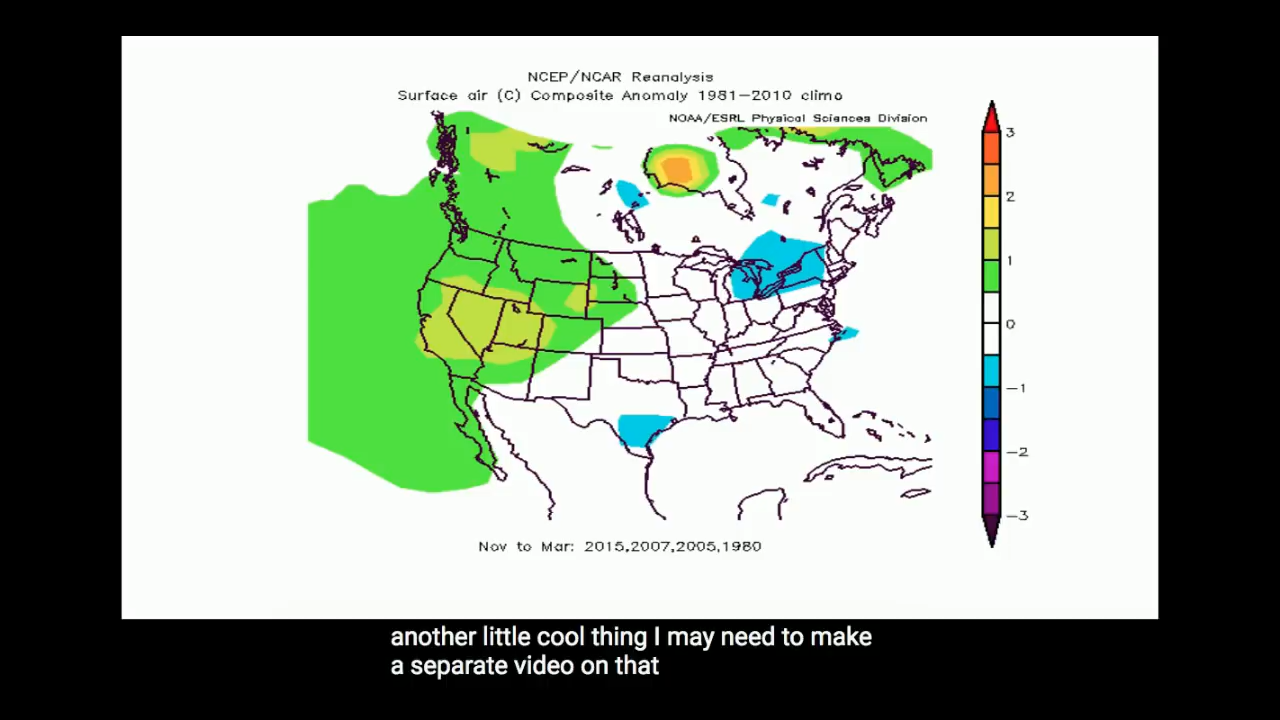 NCEP/NCAR Reanalysis
Surface air (C) Composite Anomaly 1981-2010 climo
NOAA/ESRL Physical Sciences Division
3
2
1
0
-1
-2
-3
Nov to Mar: 2015,2007,2005,1980
another little cool thing I may need to make
a separate video on that